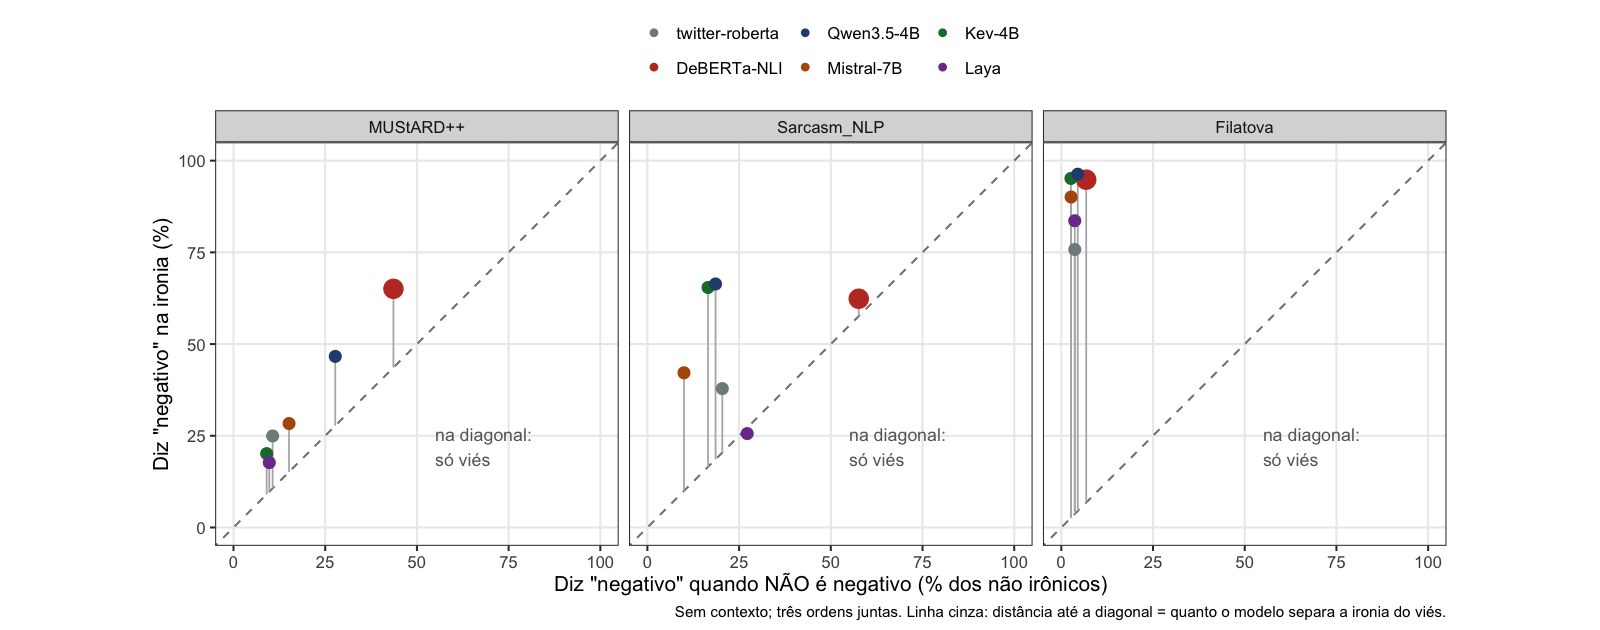 twitter-roberta
Qwen3.5-4B
Kev-4B
DeBERTa-NLI
Mistral-7B
Laya
MUStARD++
Sarcasm_NLP
Filatova
Diz "negativo" na ironia (%)
100
75
50
25
0
na diagonal:
só viés
na diagonal:
só viés
na diagonal:
só viés
0 25 50 75 100
0 25 50 75 100
0 25 50 75 100
Diz "negativo" quando NÃO é negativo (% dos não irônicos)
Sem contexto; três ordens juntas. Linha cinza: distância até a diagonal = quanto o modelo separa a ironia do viés.